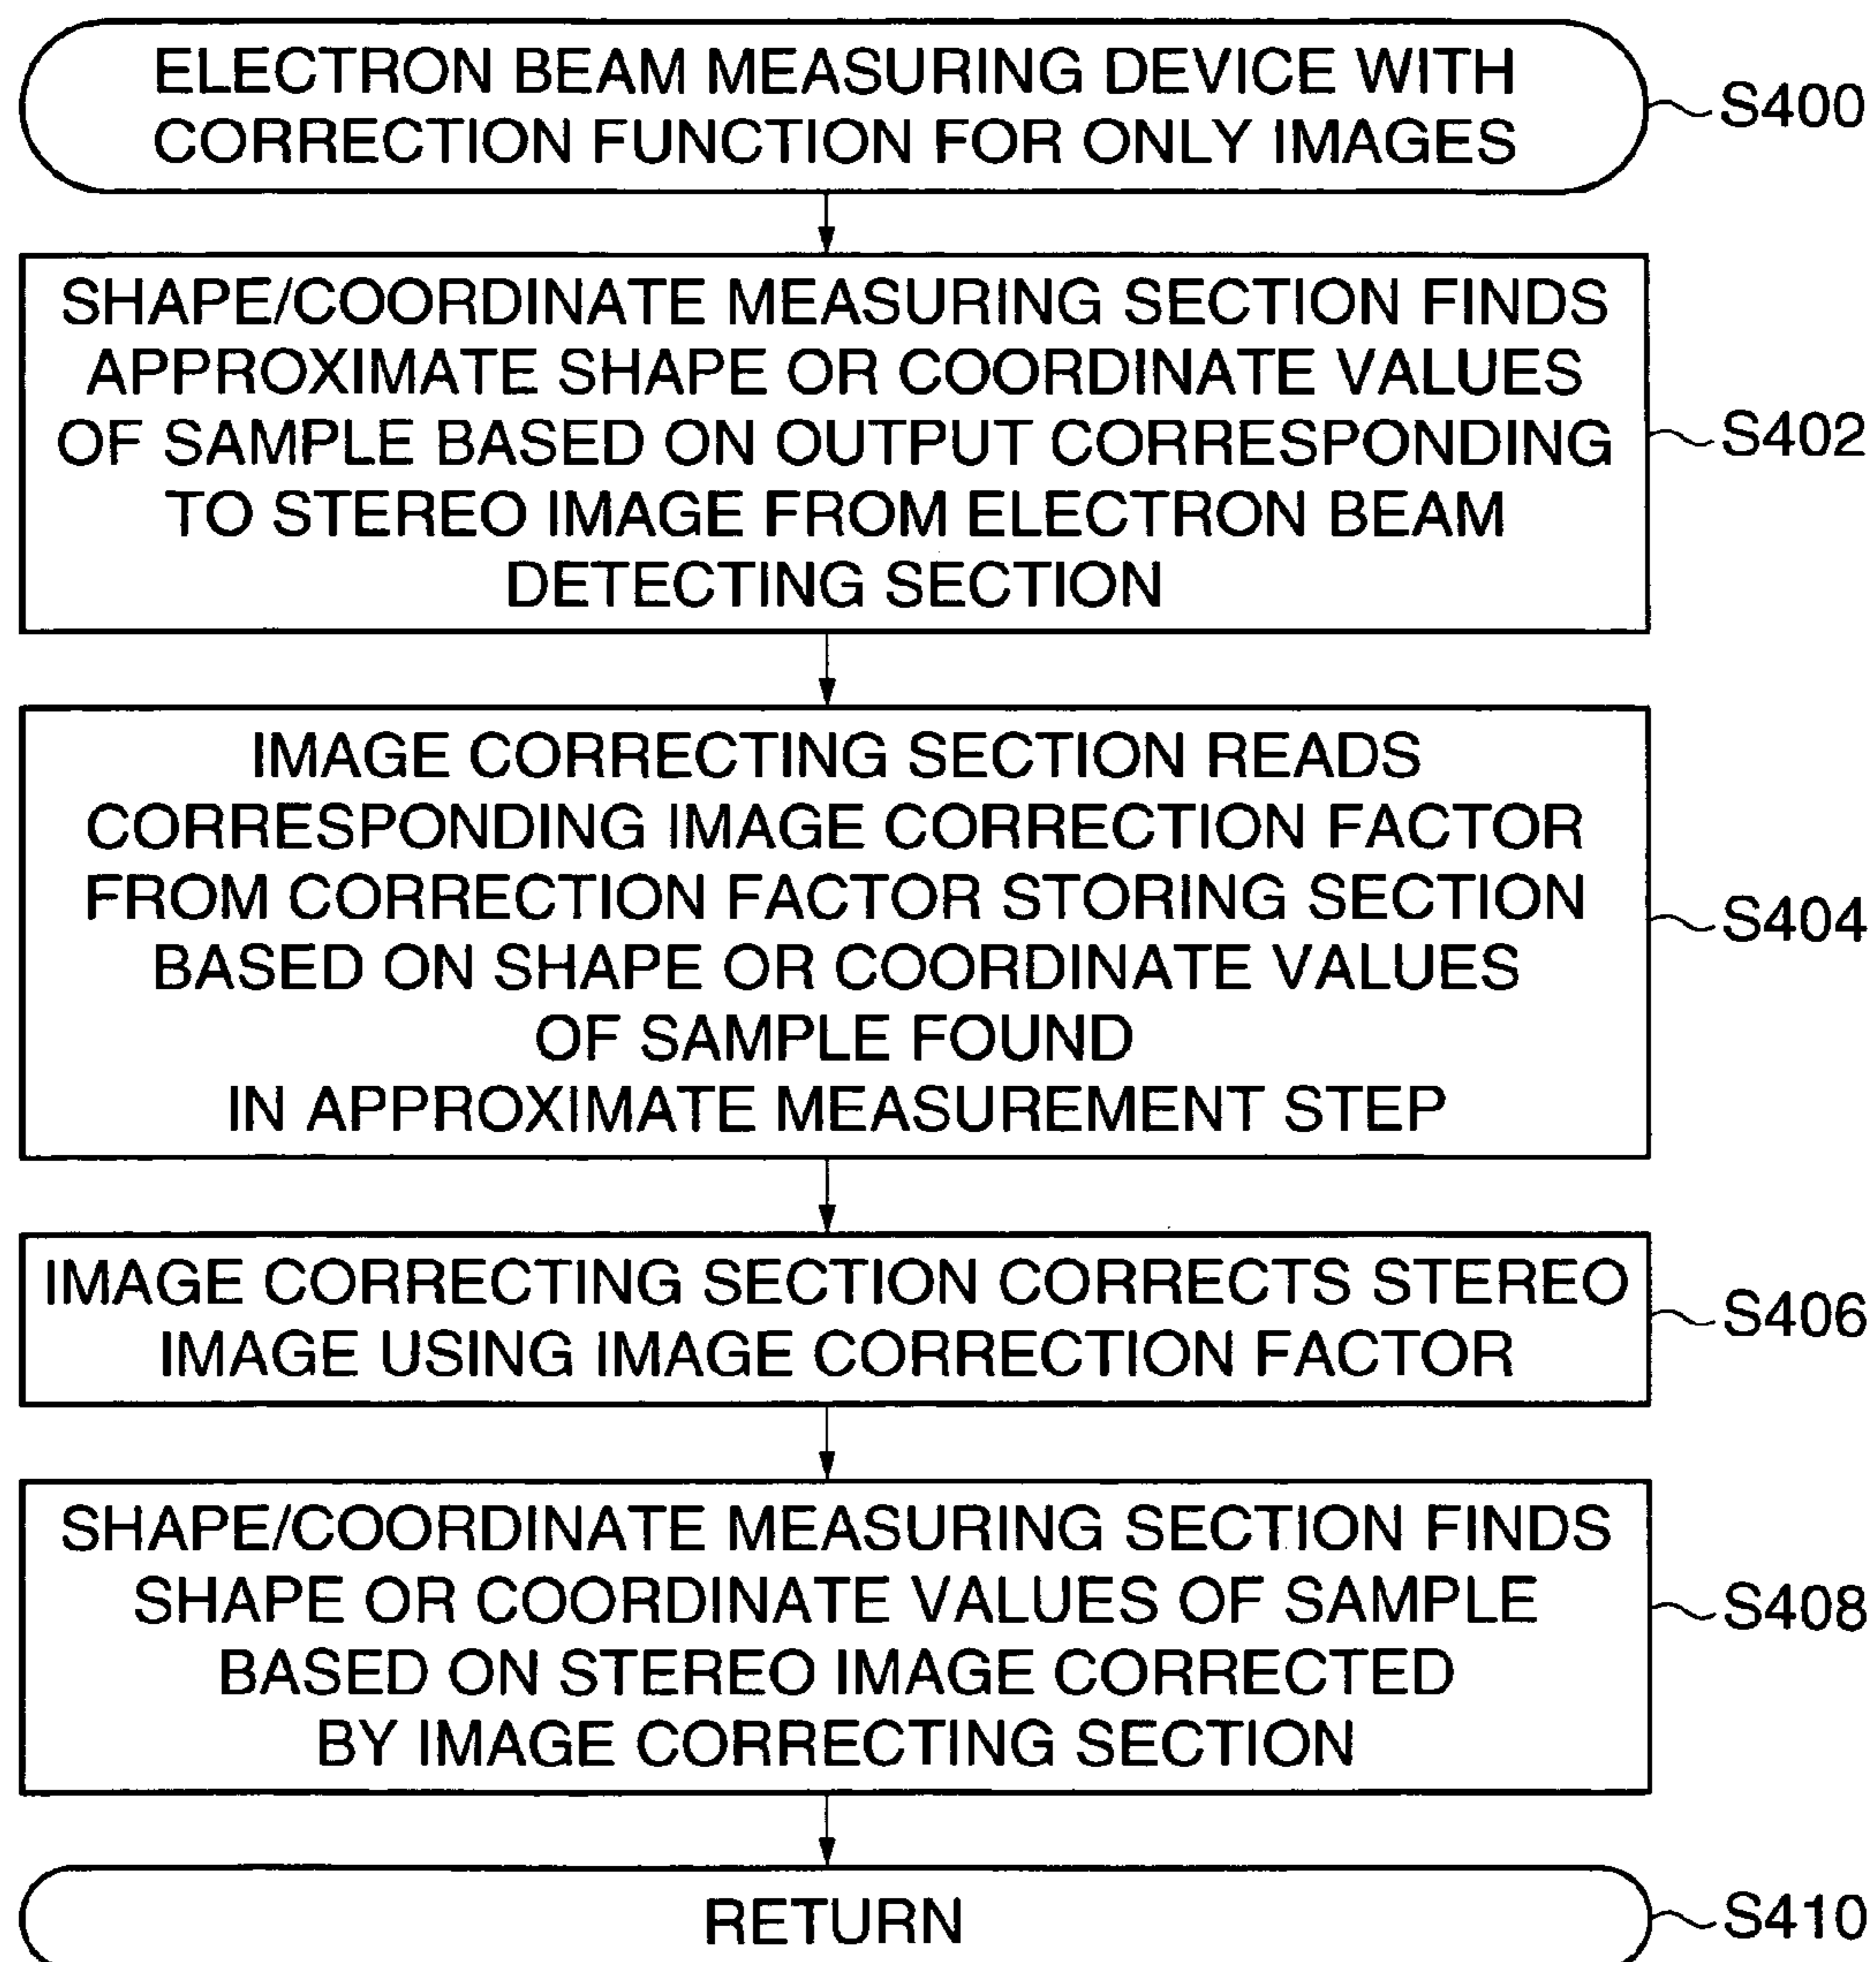 ELECTRON BEAM MEASURING DEVICE WITH
CORRECTION FUNCTION FOR ONLY IMAGES
S400
SHAPE/COORDINATE MEASURING SECTION FINDS
APPROXIMATE SHAPE OR COORDINATE VALUES
OF SAMPLE BASED ON OUTPUT CORRESPONDING
TO STEREO IMAGE FROM ELECTRON BEAM
DETECTING SECTION
S402
IMAGE CORRECTING SECTION READS
CORRESPONDING IMAGE CORRECTION FACTOR
FROM CORRECTION FACTOR STORING SECTION
BASED ON SHAPE OR COORDINATE VALUES
OF SAMPLE FOUND
IN APPROXIMATE MEASUREMENT STEP
S404
IMAGE CORRECTING SECTION CORRECTS STEREO
IMAGE USING IMAGE CORRECTION FACTOR
S406
SHAPE/COORDINATE MEASURING SECTION FINDS
SHAPE OR COORDINATE VALUES OF SAMPLE
BASED ON STEREO IMAGE CORRECTED
BY IMAGE CORRECTING SECTION
S408
RETURN
S410